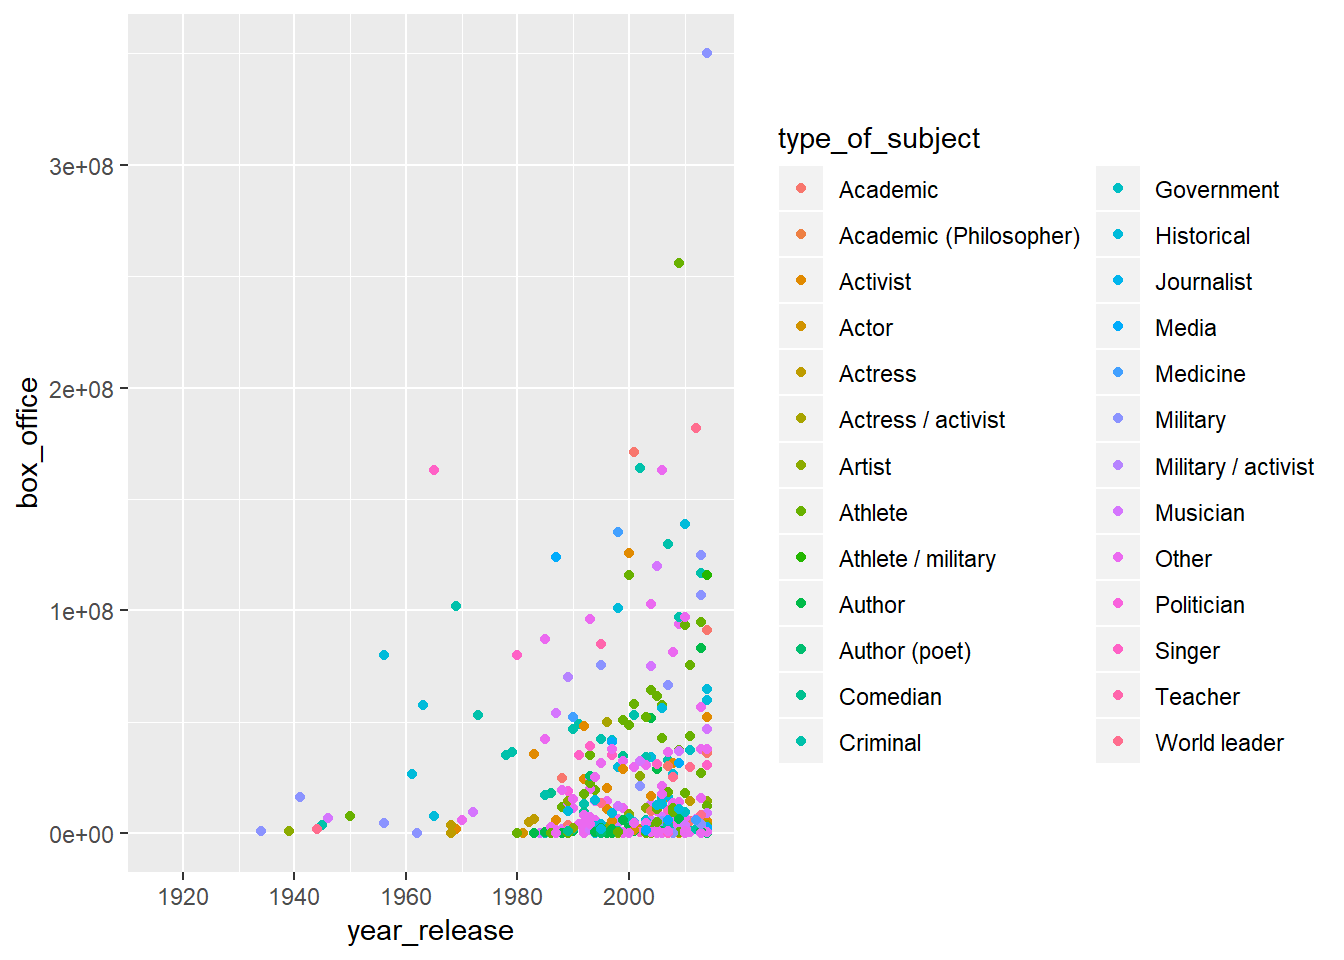 3e+08
2e+08
1e+08
0e+00
box_office
1920 1940 1960 1980 2000
year_release
type_of_subject
Academic
Academic (Philosopher)
Activist
Actor
Actress
Actress / activist
Artist
Athlete
Athlete / military
Author
Author (poet)
Comedian
Criminal
Government
Historical
Journalist
Media
Medicine
Military
Military / activist
Musician
Other
Politician
Singer
Teacher
World leader